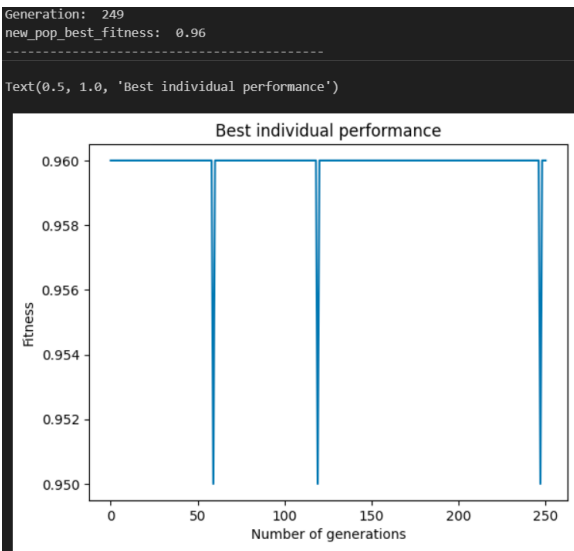 Generation:  249
new_pop_best_fitness:  0.96
------------------------------------------
Text(0.5, 1.0, 'Best individual performance')
Best individual performance
0.960
0.958
0.956
0.954
0.952
0.950
Fitness
0 50 100 150 200 250
Number of generations